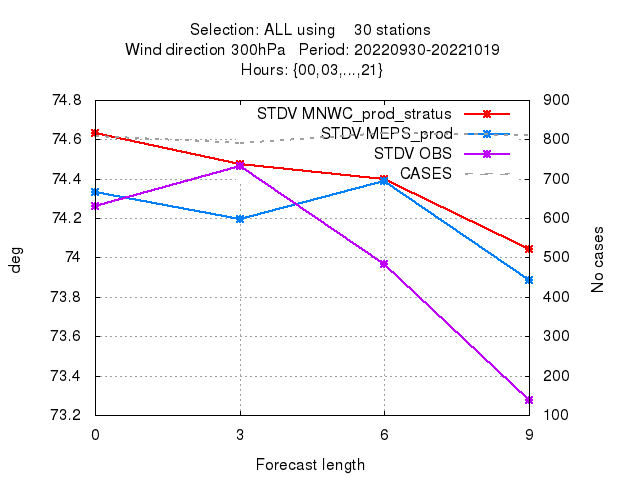 Selection: ALL using    30 stations
Wind direction 300hPa   Period: 20220930-20221019
Hours: {00,03,...,21}
74.8
74.6
74.4
74.2
74
73.8
73.6
73.4
73.2
deg
STDV MNWC_prod_stratus
STDV MEPS_prod
STDV OBS
CASES
900
800
700
600
500
400
300
200
100
No cases
0 3 6 9
Forecast length